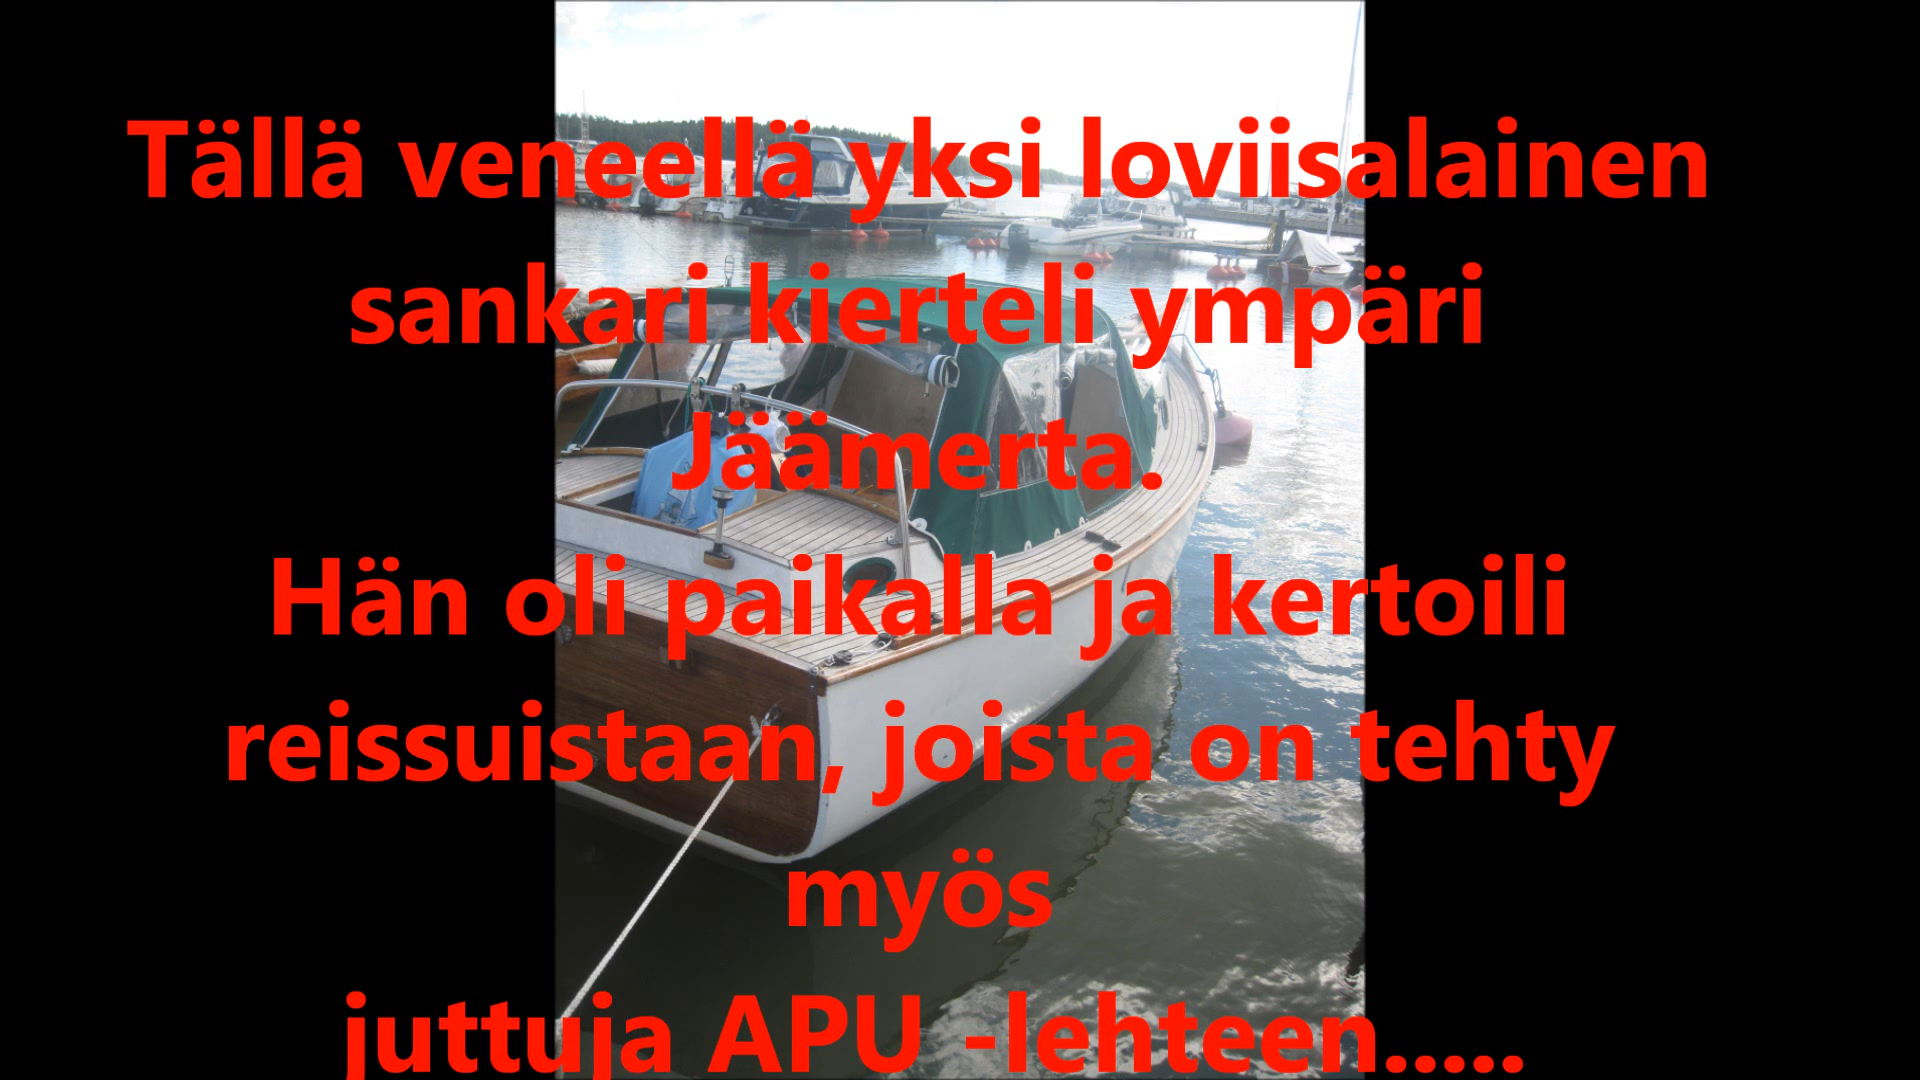 Tällä veneellä yksi loviisalainen
sankari kierteli ympäri
Jäämerta.
Hän oli paikalla ja kertoili
reissuistaan, joista on tehty
myös
juttuja APU -lehteen.....